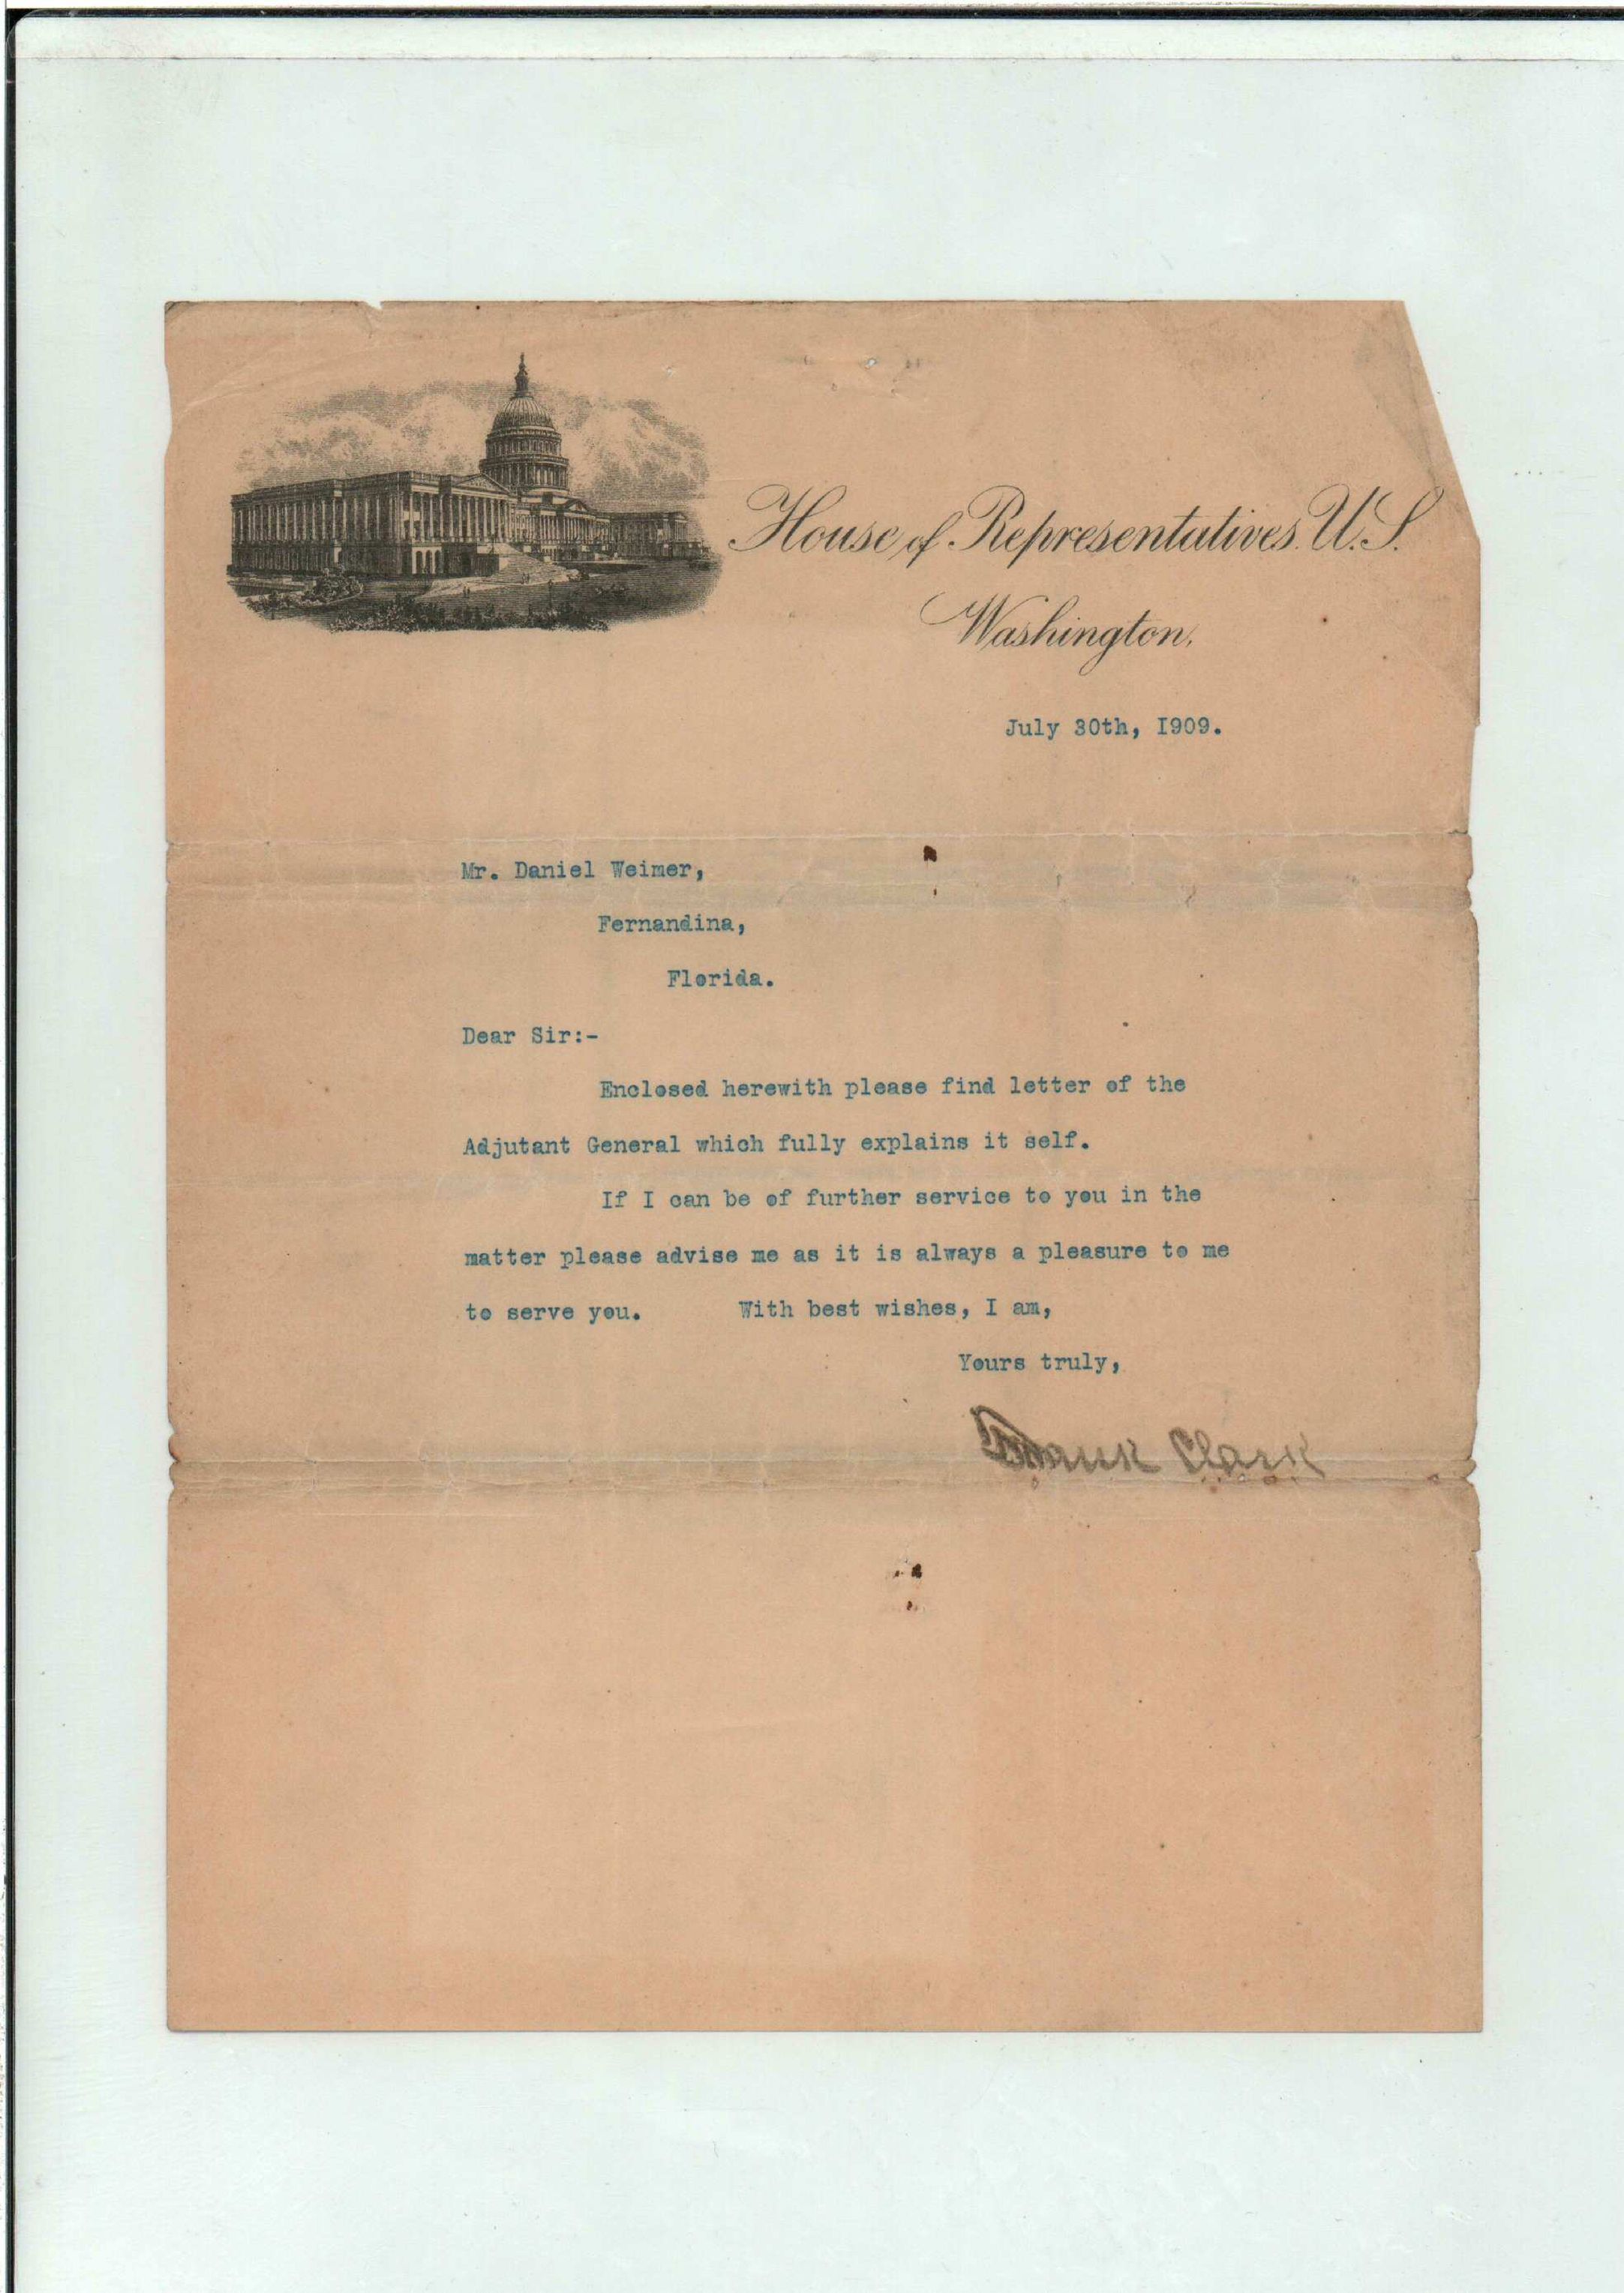 House of Representatives. U.S.
Washington.
July 30th, I909.
Mr. Daniel Weimer,
Fernandina,
Florida.
Dear Sir:-
Enclosed herewith please find letter of the
Adjutant General which fully explains it self.
If I can be of further service to you in the
matter please advise me as it is always a pleasure to me
to serve you. With best wishes, I am,
Yours truly,
Frank Clark